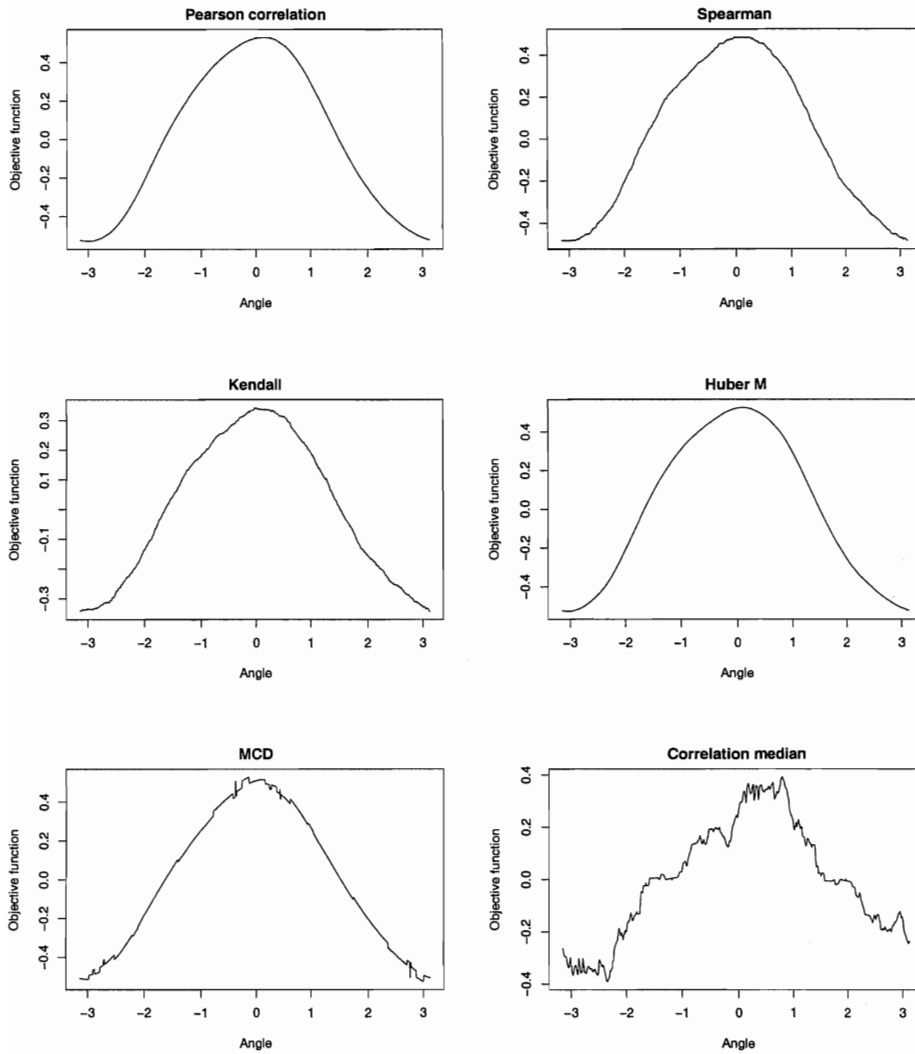 Pearson correlation
Objective function
0.4
0.2
0.0
−0.2
−0.4
−3 −2 −1 0 1 2 3
Angle
Spearman
Objective function
0.4
0.2
0.0
−0.2
−0.4
−3 −2 −1 0 1 2 3
Angle
Kendall
Objective function
0.3
0.1
−0.1
−0.3
−3 −2 −1 0 1 2 3
Angle
Huber M
Objective function
0.4
0.2
0.0
−0.2
−0.4
−3 −2 −1 0 1 2 3
Angle
MCD
Objective function
0.4
0.2
0.0
−0.2
−0.4
−3 −2 −1 0 1 2 3
Angle
Correlation median
Objective function
0.4
0.2
0.0
−0.2
−0.4
−3 −2 −1 0 1 2 3
Angle